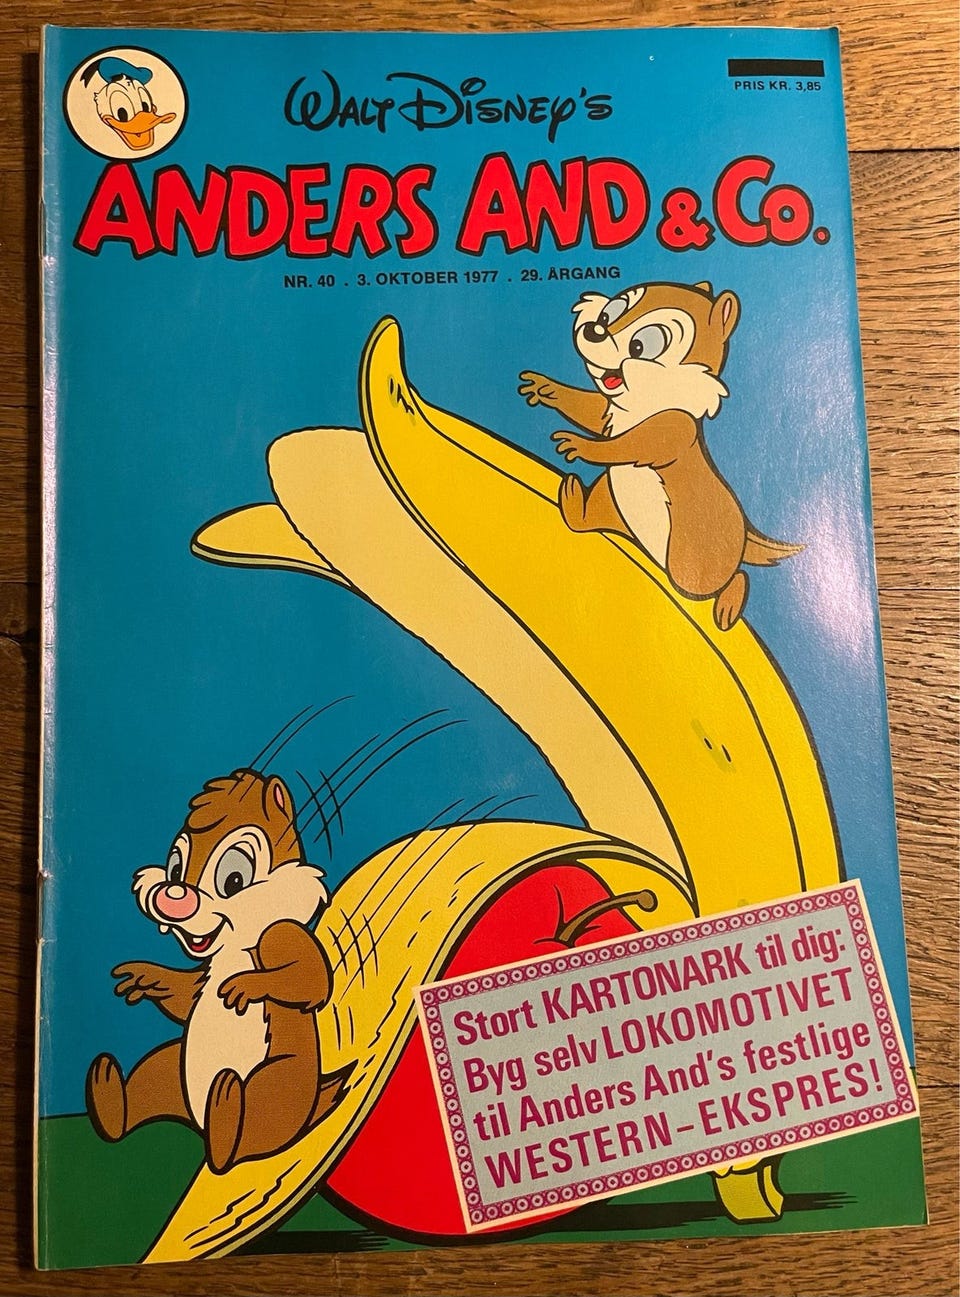 WALT DISNEY'S
PRIS KR. 3,85
ANDERS AND & CO.
NR. 40 . 3. OKTOBER 1977 . 29. ÅRGANG
Stort KARTONARK til dig:
Byg selv LOKOMOTIVET
til Anders And's festlige
WESTERN-EKSPRES!